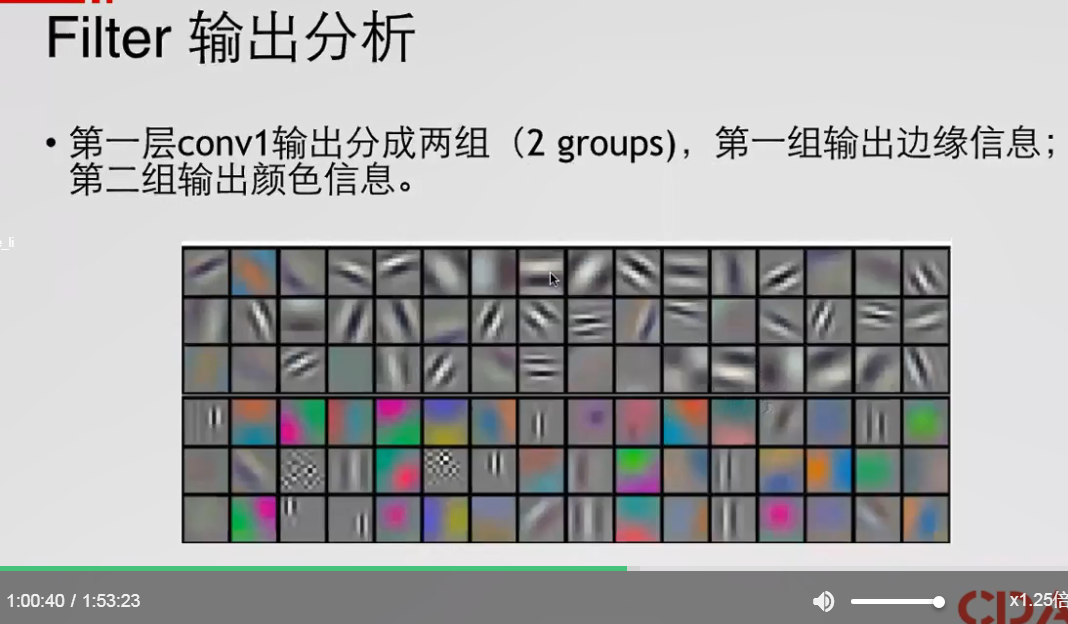 Filter 输出分析
• 第一层conv1输出分成两组（2 groups)，第一组输出边缘信息；
第二组输出颜色信息。
_li
1:00:40 / 1:53:23
x1.25倍
CDA